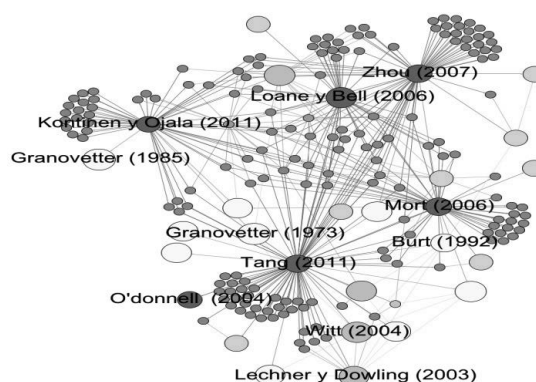 Zhou (2007)
Loane y Bell (2006)
Kontinen y Ojala (2011)
Granovetter (1985)
Mort (2006)
Granovetter (1973)
Burt (1992)
Tang (2011)
O'donnell (2004)
Witt (2004)
Lechner y Dowling (2003)